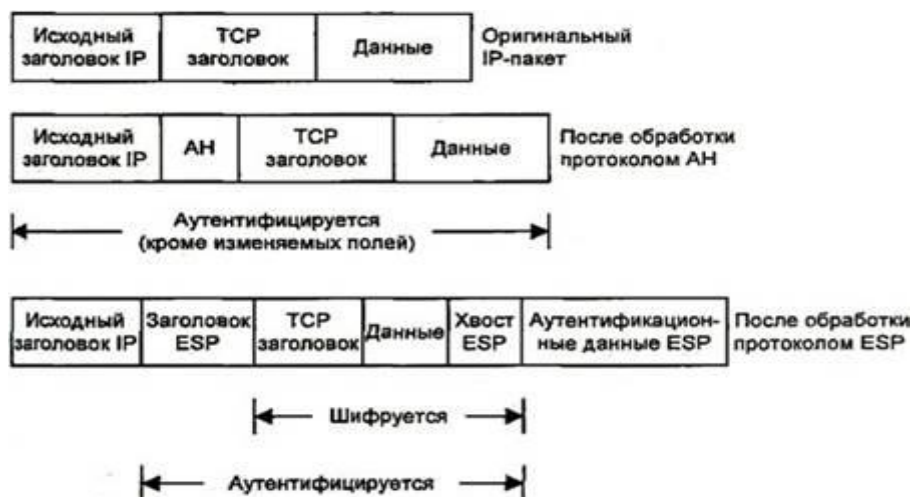 Исходный заголовок IP
TCP заголовок
Данные
Оригинальный IP-пакет
Исходный заголовок IP
АН
TCP заголовок
Данные
После обработки протоколом АН
Аутентифицируется
(кроме изменяемых полей)
Исходный заголовок IP
Заголовок ESP
TCP заголовок
Данные
Хвост ESP
Аутентификацион-
ные данные ESP
После обработки протоколом ESP
Шифруется
Аутентифицируется